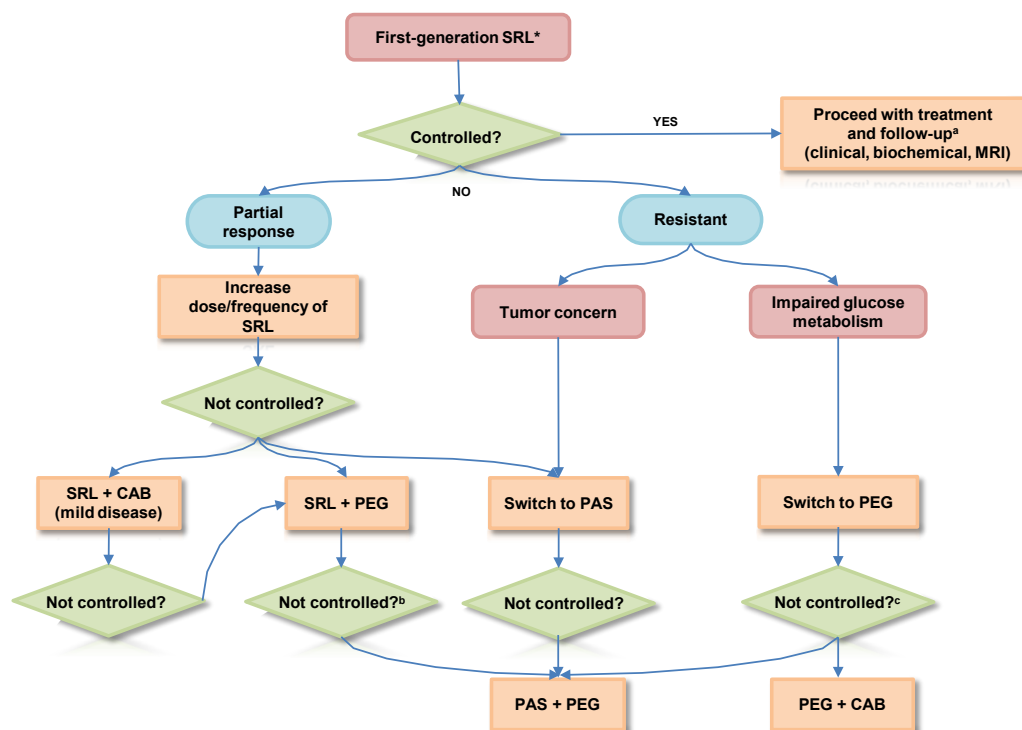 First-generation SRL*
Controlled?
YES
Proceed with treatment
and follow-upᵃ
(clinical, biochemical, MRI)
NO
Partial
response
Resistant
Increase
dose/frequency of
SRL
Tumor concern
Impaired glucose
metabolism
Not controlled?
SRL + CAB
(mild disease)
SRL + PEG
Switch to PAS
Switch to PEG
Not controlled?
Not controlled?ᵇ
Not controlled?
Not controlled?ᶜ
PAS + PEG
PEG + CAB